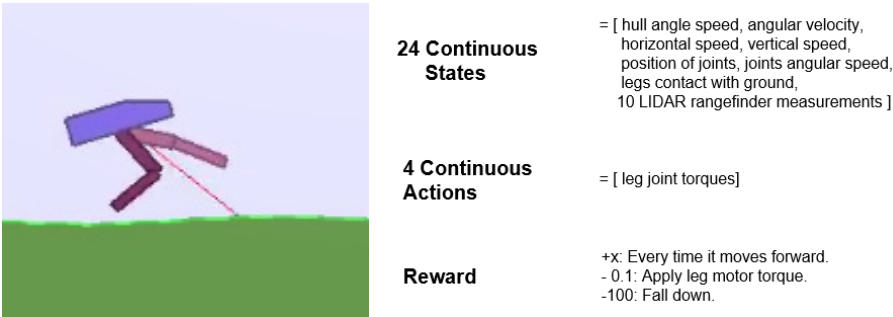 24 Continuous
States
= [ hull angle speed, angular velocity,
horizontal speed, vertical speed,
position of joints, joints angular speed,
legs contact with ground,
10 LIDAR rangefinder measurements ]
4 Continuous
Actions
= [ leg joint torques]
Reward
+x: Every time it moves forward.
- 0.1: Apply leg motor torque.
-100: Fall down.